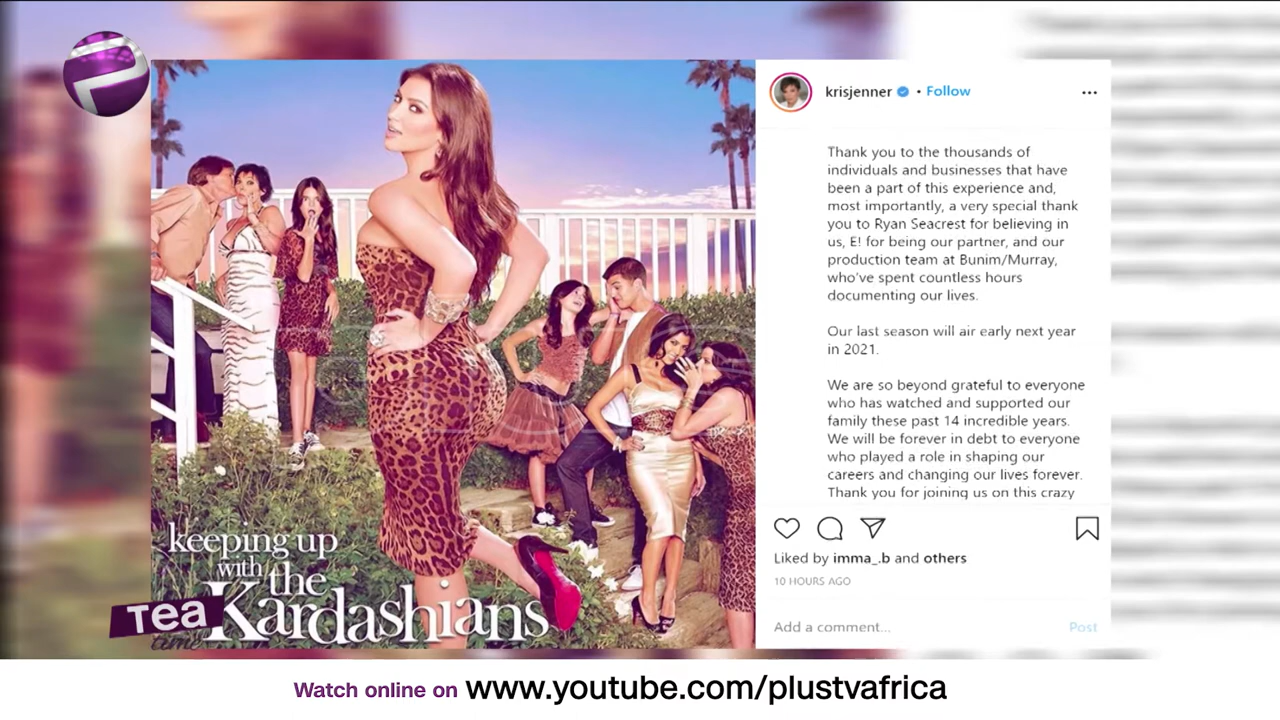 krisjenner • Follow
Thank you to the thousands of
individuals and businesses that have
been a part of this experience and,
most importantly, a very special thank
you to Ryan Seacrest for believing in
us, E! for being our partner, and our
production team at Bunim/Murray,
who've spent countless hours
documenting our lives.
Our last season will air early next year
in 2021.
We are so beyond grateful to everyone
who has watched and supported our
family these past 14 incredible years.
We will be forever in debt to everyone
who played a role in shaping our
careers and changing our lives forever.
Thank you for joining us on this crazy
Liked by imma_.b and others
10 HOURS AGO
Add a comment... Post
keeping up
with the
Kardashians
Tea
Watch online on www.youtube.com/plustvafrica